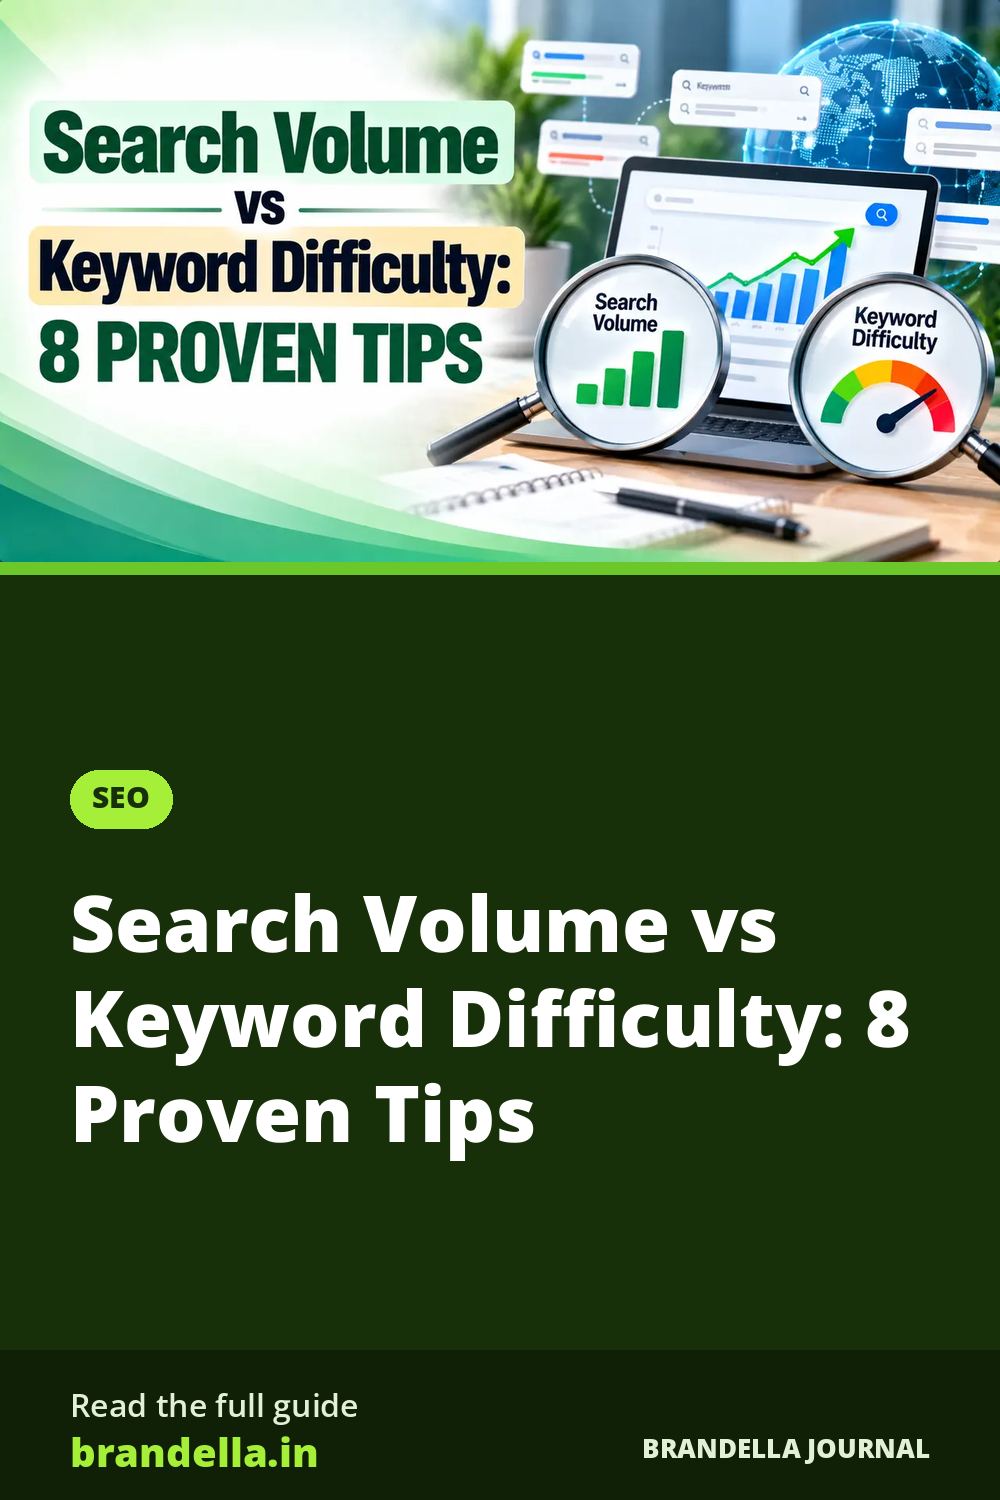 Search Volume
vs
Keyword Difficulty:
8 PROVEN TIPS
Search
Volume
Keyword
Difficulty
SEO
Search Volume vs
Keyword Difficulty: 8
Proven Tips
Read the full guide
brandella.in
BRANDELLA JOURNAL